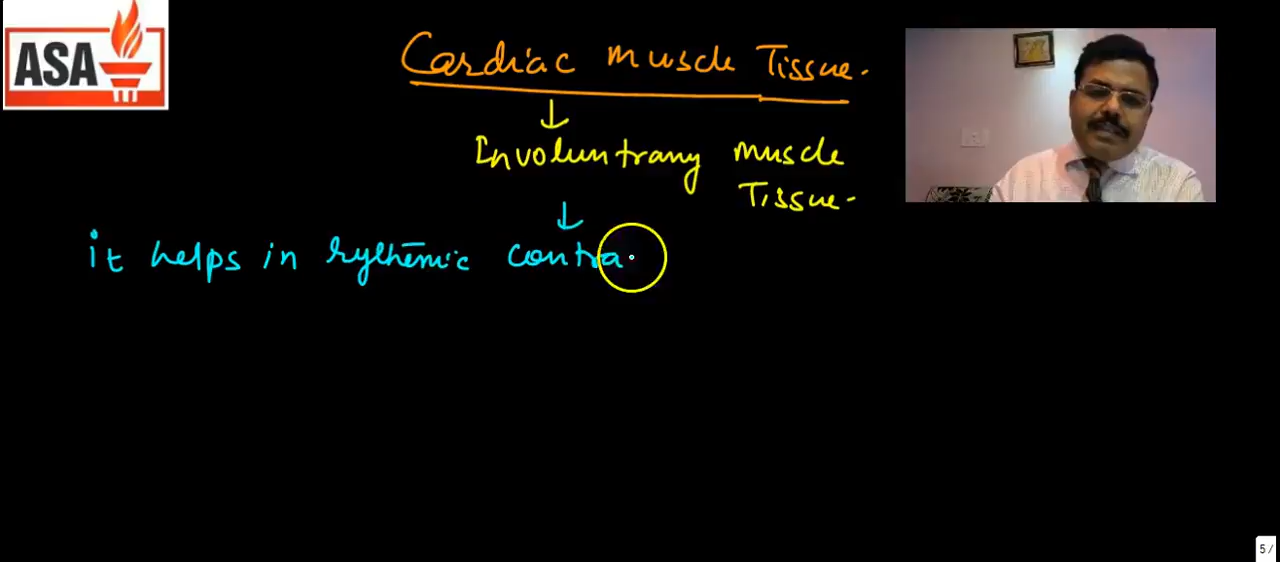 ASA
Cardiac Muscle Tissue.
Involuntrany muscle
Tissue.
it helps in rythemic contra
5/